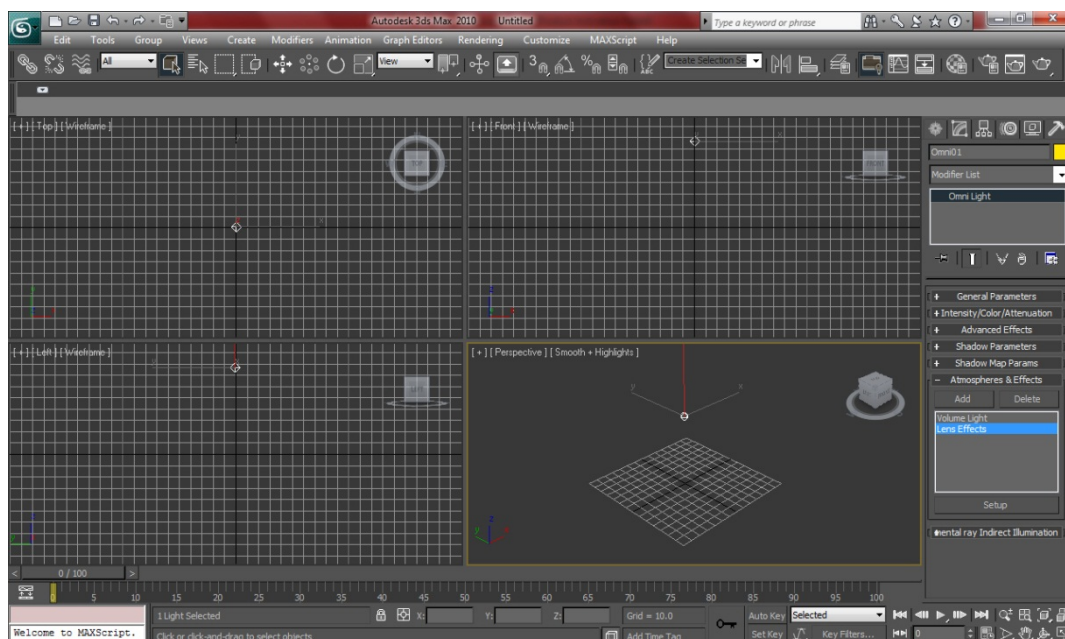 Autodesk 3ds Max 2010 Untitled
Type a keyword or phrase
Edit Tools Group Views Create Modifiers Animation Graph Editors Rendering Customize MAXScript Help
All
View
3
Create Selection Se
[ + ] [ Top ] [ Wireframe ]
TOP
[ + ] [ Front ] [ Wireframe ]
FRONT
Omni01
Modifier List
Omni Light
+ General Parameters
+ Intensity/Color/Attenuation
+ Advanced Effects
+ Shadow Parameters
+ Shadow Map Params
- Atmospheres & Effects
Add Delete
Volume Light
Lens Effects
Setup
mental ray Indirect Illumination
[ + ] [ Left ] [ Wireframe ]
LEFT
[ + ] [ Perspective ] [ Smooth + Highlights ]
y x
z
< 0 / 100 >
0 5 10 15 20 25 30 35 40 45 50 55 60 65 70 75 80 85 90 95 100
1 Light Selected
X: Y: Z: Grid = 10.0
Auto Key Selected
Welcome to MAXScript.
Click or click-and-drag to select objects
Add Time Tag
Set Key Key Filters...
0